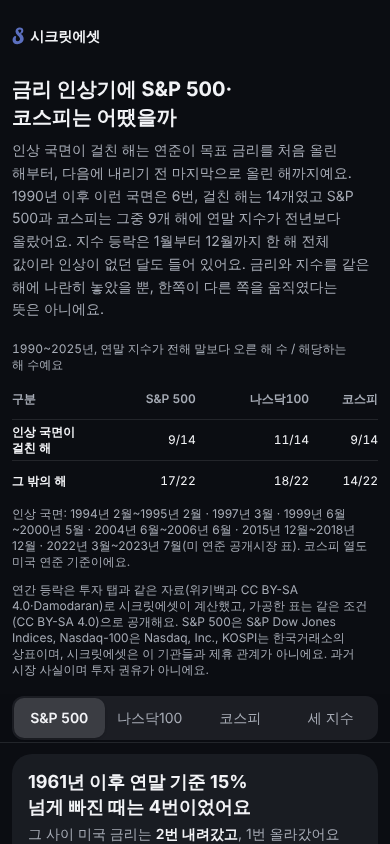 시크릿에셋
금리 인상기에 S&P 500·
코스피는 어땠을까
인상 국면이 걸친 해는 연준이 목표 금리를 처음 올린
해부터, 다음에 내리기 전 마지막으로 올린 해까지예요.
1990년 이후 이런 국면은 6번, 걸친 해는 14개였고 S&P
500과 코스피는 그중 9개 해에 연말 지수가 전년보다
올랐어요. 지수 등락은 1월부터 12월까지 한 해 전체
값이라 인상이 없던 달도 들어 있어요. 금리와 지수를 같은
해에 나란히 놓았을 뿐, 한쪽이 다른 쪽을 움직였다는
뜻은 아니에요.
1990~2025년, 연말 지수가 전해 말보다 오른 해 수 / 해당하는
해 수예요
구분 S&P 500 나스닥100 코스피
인상 국면이
걸친 해 9/14 11/14 9/14
그 밖의 해 17/22 18/22 14/22
인상 국면: 1994년 2월~1995년 2월 · 1997년 3월 · 1999년 6월
~2000년 5월 · 2004년 6월~2006년 6월 · 2015년 12월~2018년
12월 · 2022년 3월~2023년 7월(미 연준 공개시장 표). 코스피 열도
미국 연준 기준이에요.
연간 등락은 투자 탭과 같은 자료(위키백과 CC BY-SA
4.0·Damodaran)로 시크릿에셋이 계산했고, 가공한 표는 같은 조건
(CC BY-SA 4.0)으로 공개해요. S&P 500은 S&P Dow Jones
Indices, Nasdaq-100은 Nasdaq, Inc., KOSPI는 한국거래소의
상표이며, 시크릿에셋은 이 기관들과 제휴 관계가 아니에요. 과거
시장 사실이며 투자 권유가 아니에요.
S&P 500 나스닥100 코스피 세 지수
1961년 이후 연말 기준 15%
넘게 빠진 때는 4번이었어요
그 사이 미국 금리는 2번 내려갔고, 1번 올라갔어요